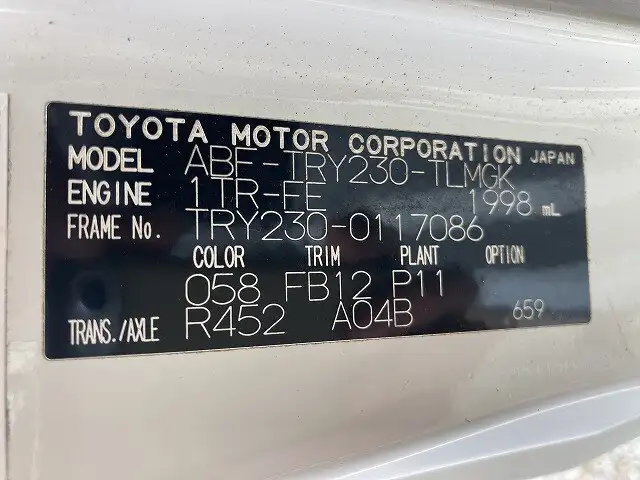 TOYOTA MOTOR CORPORATION JAPAN
MODEL ABF-TRY230-TLMGK
ENGINE 1TR-FE 1998 mL
FRAME No. TRY230-0117086
COLOR TRIM PLANT OPTION
058 FB12 P11
TRANS./AXLE R452 A04B 659